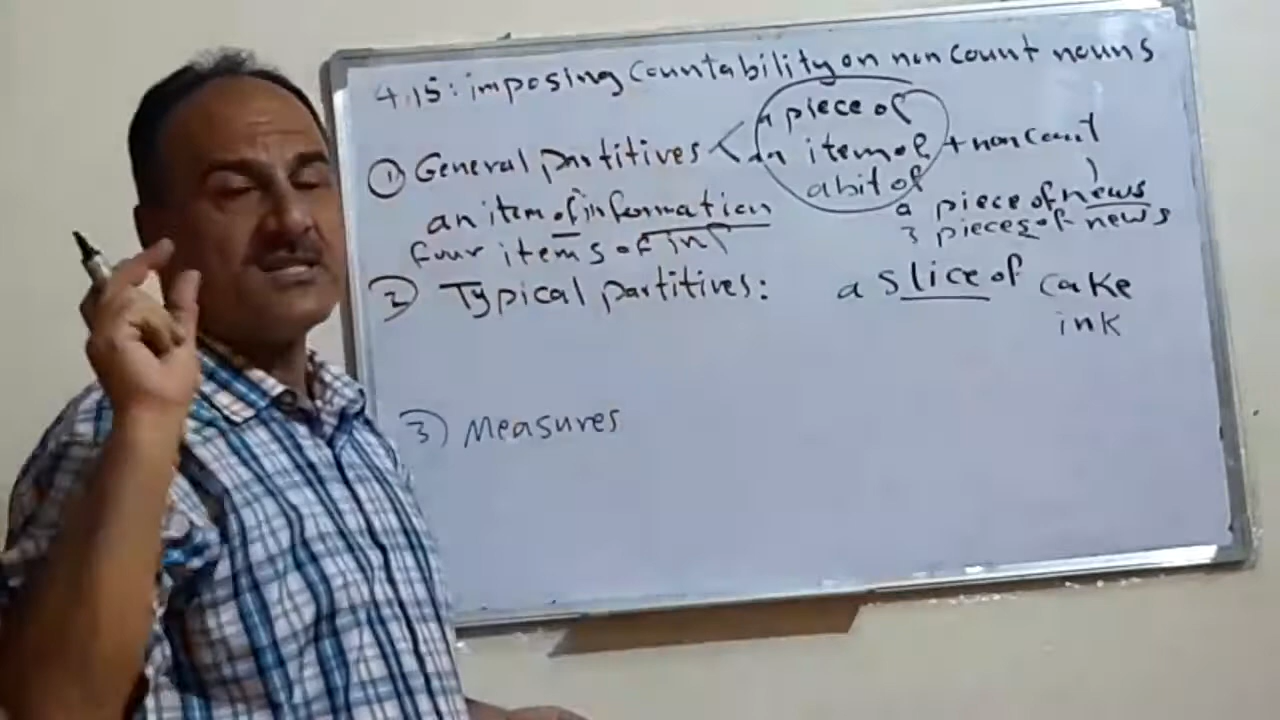 4.15: imposing countability on non count nouns
a piece of
① General partitives < an item of + noncount
a bit of
an item of information
a piece of news
3 pieces of news
four items of inf
② Typical partitives: a slice of cake
ink
3) Measures